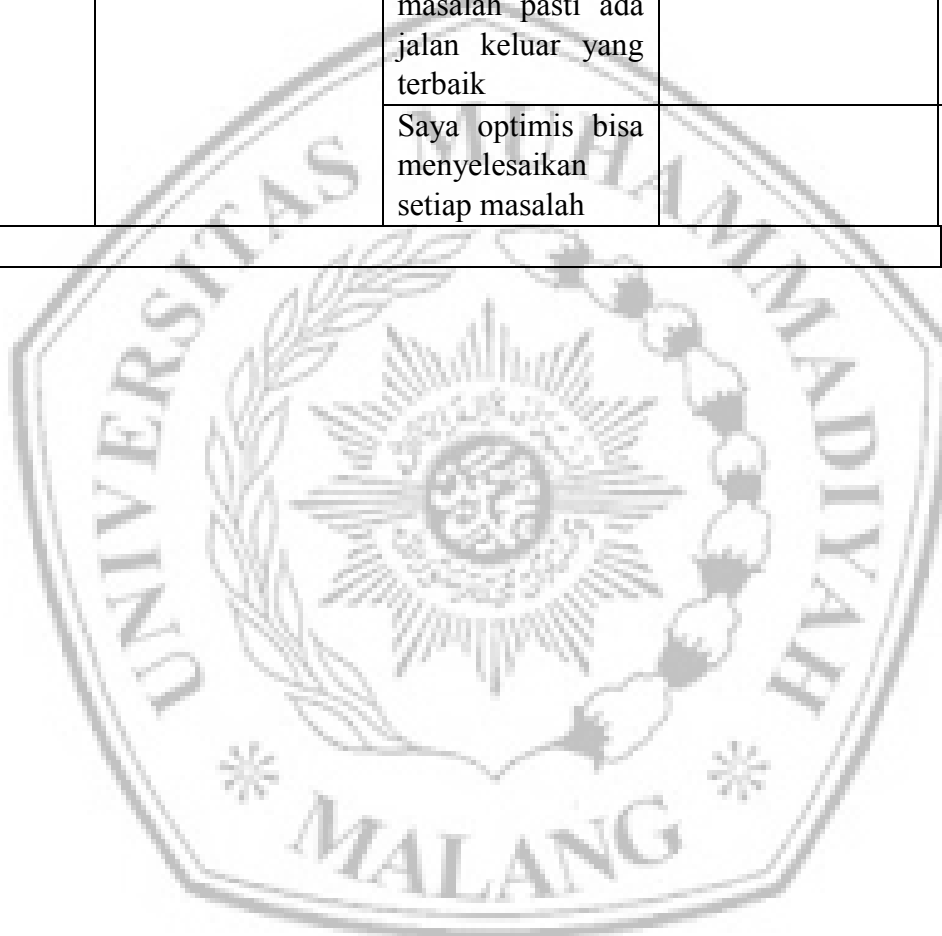 masalah pasti ada
jalan keluar yang
terbaik
Saya optimis bisa
menyelesaikan
setiap masalah
UNIVERSITAS MUHAMMADIYAH
MALANG